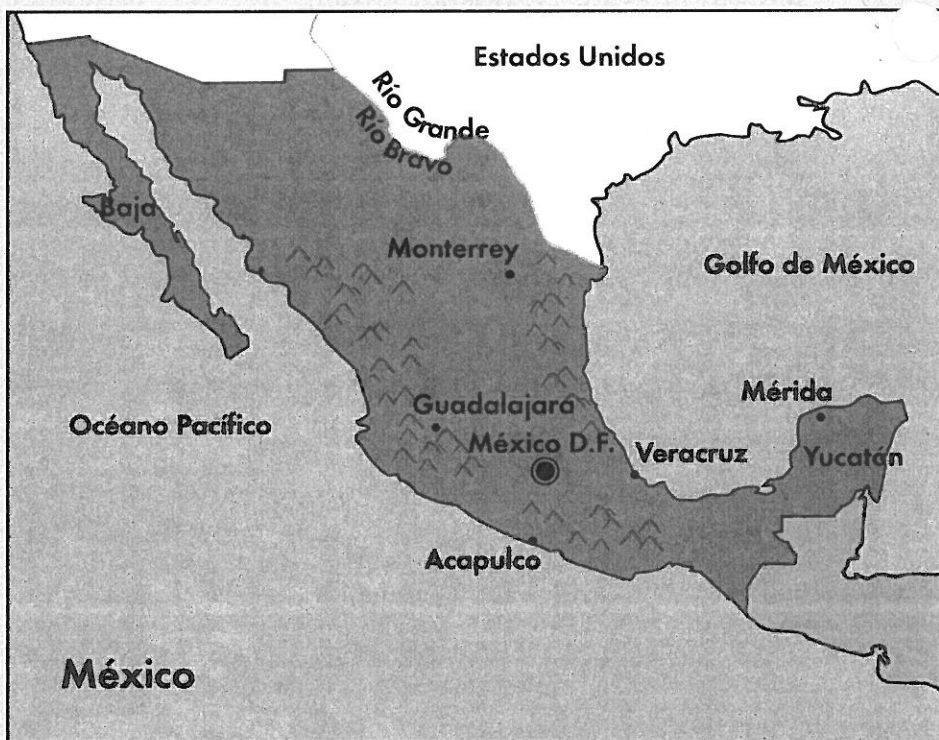 Estados Unidos
Río Grande
Río Bravo
Baja
Monterrey
Golfo de México
Mérida
Océano Pacífico
Guadalajara
México D.F.
Veracruz
Yucatán
Acapulco
México